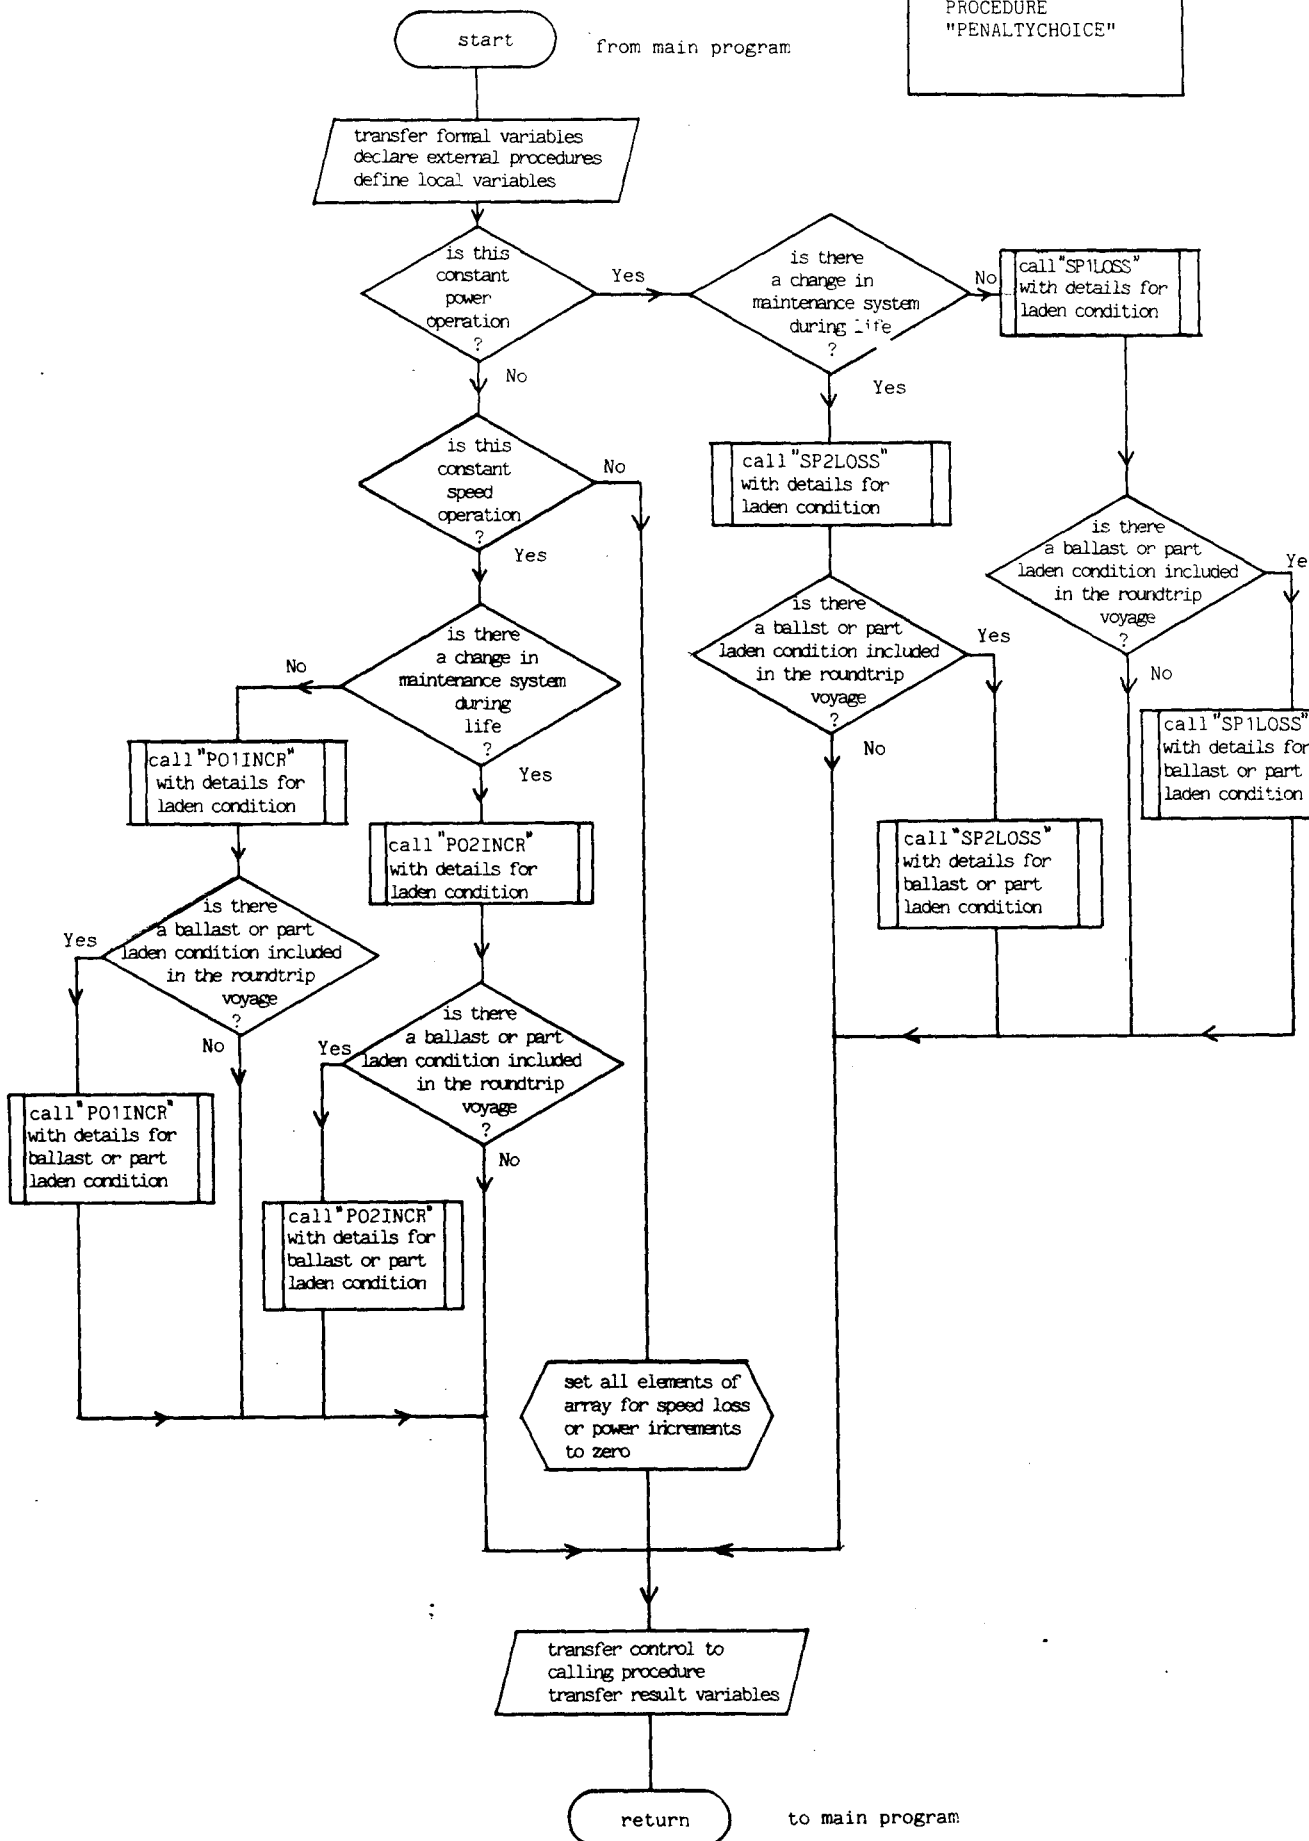 PROCEDURE
"PENALTYCHOICE"
start
from main program
transfer formal variables
declare external procedures
define local variables
is this
constant
power
operation
?
Yes
No
is there
a change in
maintenance system
during life
?
No
Yes
call "SP1LOSS"
with details for
laden condition
is this
constant
speed
operation
?
No
Yes
call "SP2LOSS"
with details for
laden condition
is there
a ballast or part
laden condition included
in the roundtrip
voyage
?
Ye
No
is there
a ballst or part
laden condition included
in the roundtrip
voyage
?
Yes
No
is there
a change in
maintenance system
during
life
?
No
Yes
call "SP1LOSS"
with details for
ballast or part
laden condition
call "PO1INCR"
with details for
laden condition
call "PO2INCR"
with details for
laden condition
call "SP2LOSS"
with details for
ballast or part
laden condition
is there
a ballast or part
laden condition included
in the roundtrip
voyage
?
Yes
No
is there
a ballast or part
laden condition included
in the roundtrip
voyage
?
Yes
No
call "PO1INCR"
with details for
ballast or part
laden condition
call "PO2INCR"
with details for
ballast or part
laden condition
set all elements of
array for speed loss
or power increments
to zero
transfer control to
calling procedure
transfer result variables
return
to main program